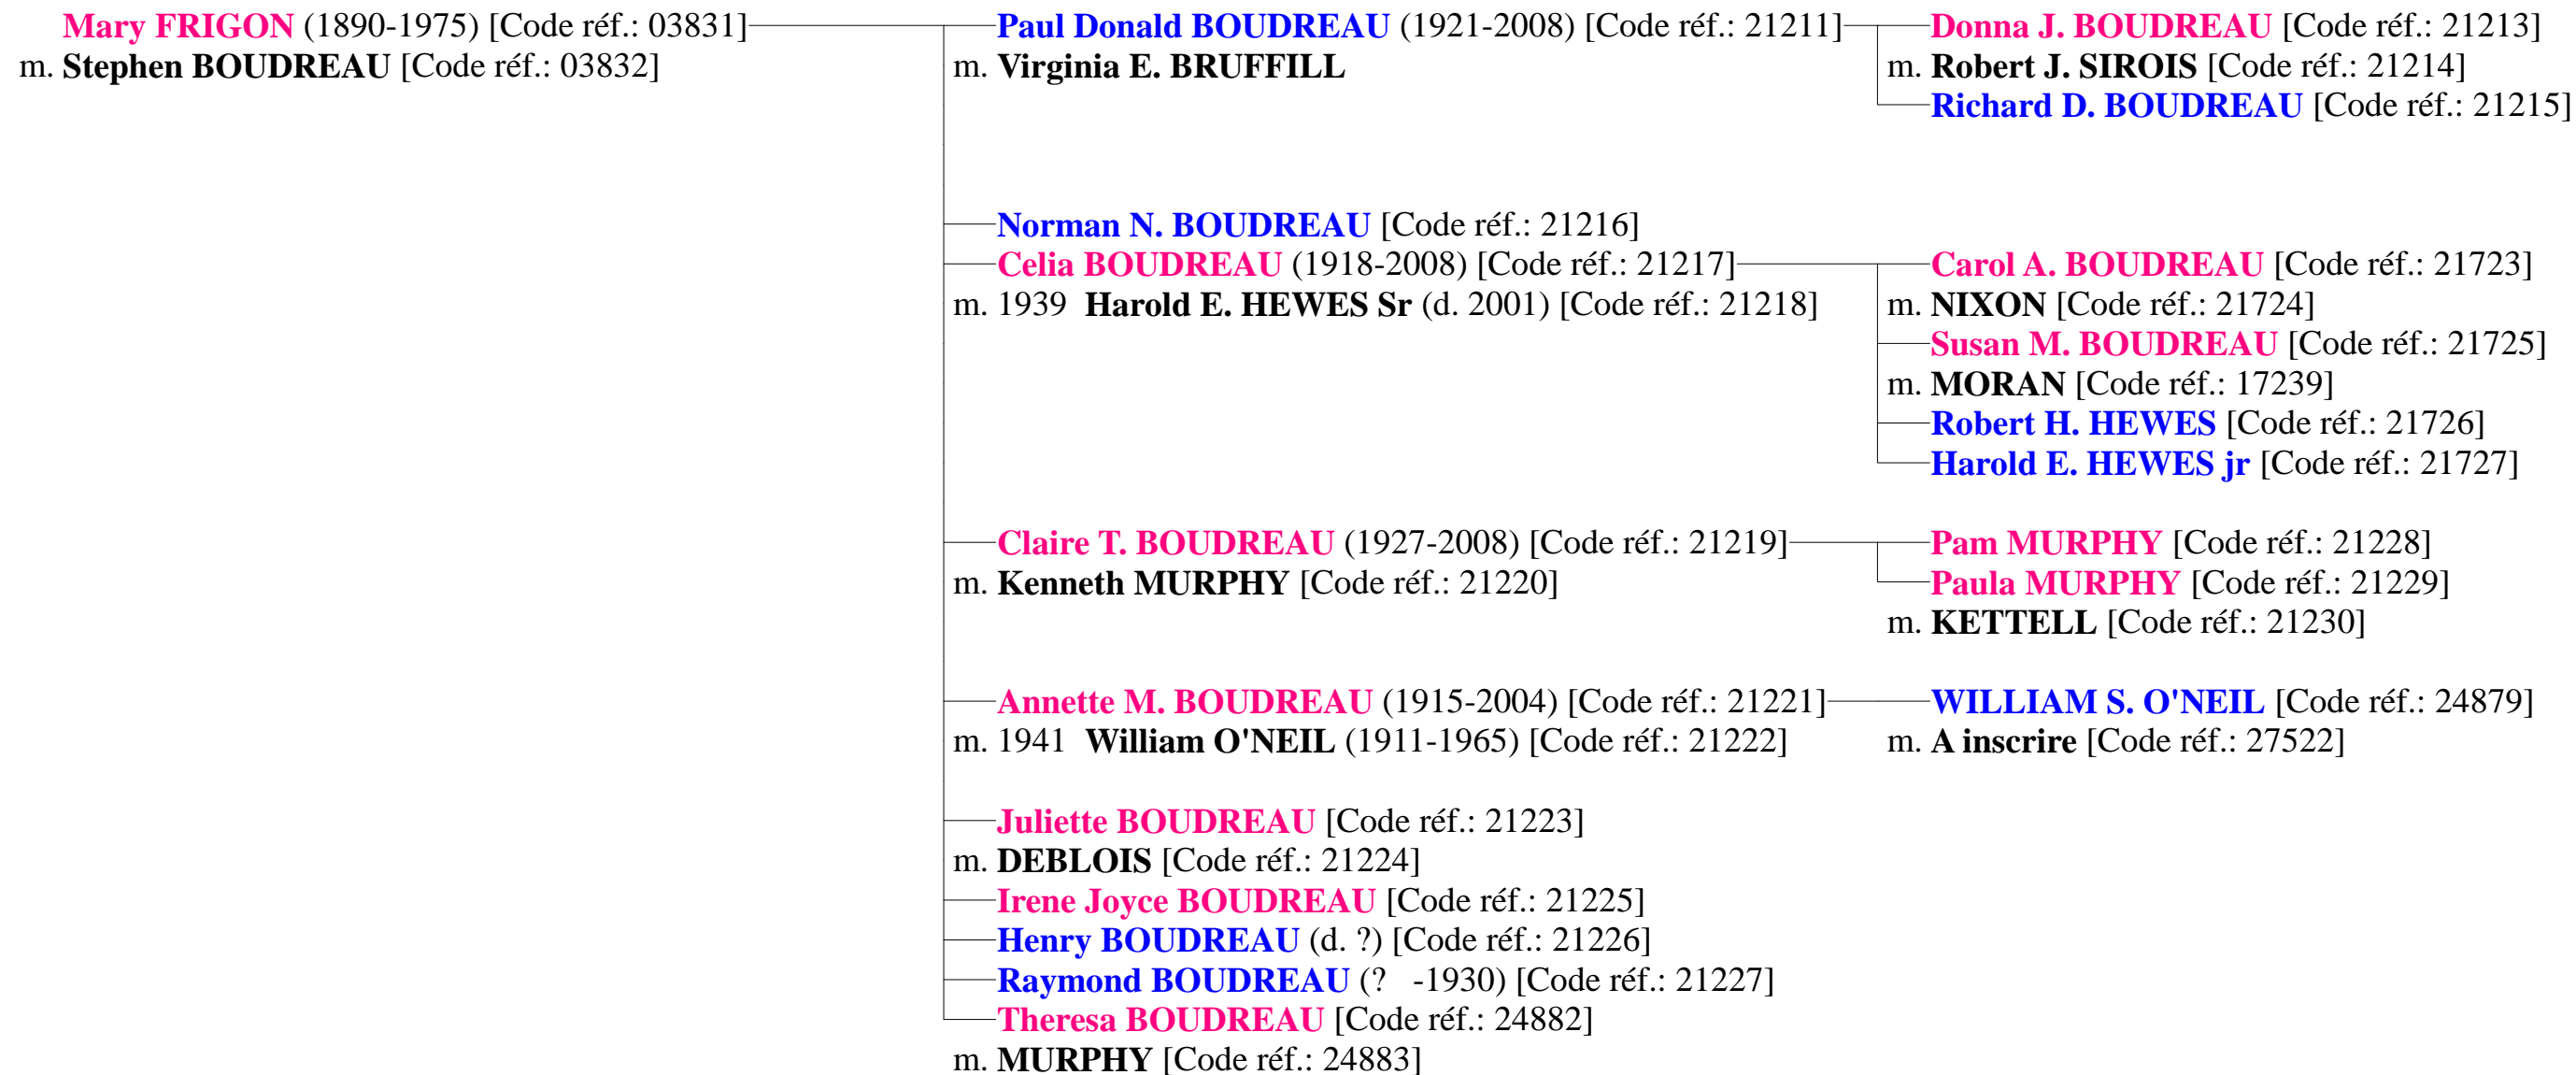 Mary FRIGON (1890-1975) [Code réf.: 03831]
m. Stephen BOUDREAU [Code réf.: 03832]
Paul Donald BOUDREAU (1921-2008) [Code réf.: 21211]
m. Virginia E. BRUFFILL
Donna J. BOUDREAU [Code réf.: 21213]
m. Robert J. SIROIS [Code réf.: 21214]
Richard D. BOUDREAU [Code réf.: 21215]
Norman N. BOUDREAU [Code réf.: 21216]
Celia BOUDREAU (1918-2008) [Code réf.: 21217]
m. 1939 Harold E. HEWES Sr (d. 2001) [Code réf.: 21218]
Carol A. BOUDREAU [Code réf.: 21723]
m. NIXON [Code réf.: 21724]
Susan M. BOUDREAU [Code réf.: 21725]
m. MORAN [Code réf.: 17239]
Robert H. HEWES [Code réf.: 21726]
Harold E. HEWES jr [Code réf.: 21727]
Claire T. BOUDREAU (1927-2008) [Code réf.: 21219]
m. Kenneth MURPHY [Code réf.: 21220]
Pam MURPHY [Code réf.: 21228]
Paula MURPHY [Code réf.: 21229]
m. KETTELL [Code réf.: 21230]
Annette M. BOUDREAU (1915-2004) [Code réf.: 21221]
m. 1941 William O'NEIL (1911-1965) [Code réf.: 21222]
WILLIAM S. O'NEIL [Code réf.: 24879]
m. A inscrire [Code réf.: 27522]
Juliette BOUDREAU [Code réf.: 21223]
m. DEBLOIS [Code réf.: 21224]
Irene Joyce BOUDREAU [Code réf.: 21225]
Henry BOUDREAU (d. ?) [Code réf.: 21226]
Raymond BOUDREAU (? -1930) [Code réf.: 21227]
Theresa BOUDREAU [Code réf.: 24882]
m. MURPHY [Code réf.: 24883]